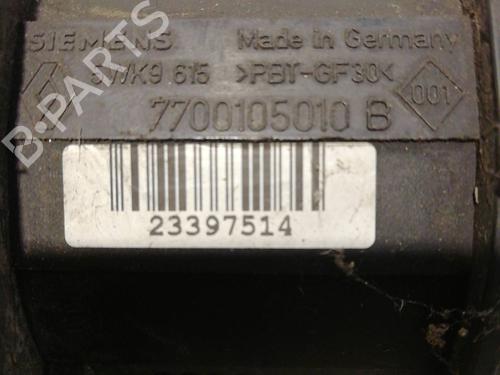 SIEMENS Made in Germany
5WK9 615 >PBT-GF30< 001
7700105010 B
23397514
B-PARTS